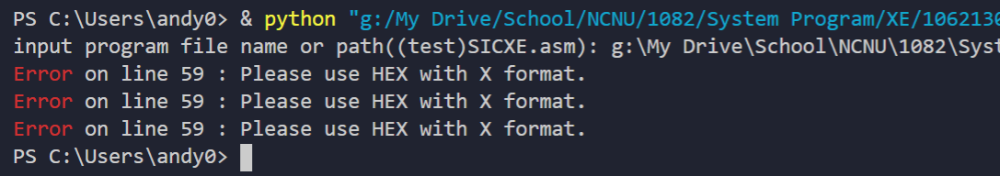 PS C:\Users\andy0> & python "g:/My Drive/School/NCNU/1082/System Program/XE/1062130
input program file name or path((test)SICXE.asm): g:\My Drive\School\NCNU\1082\Syst
Error on line 59 : Please use HEX with X format.
Error on line 59 : Please use HEX with X format.
Error on line 59 : Please use HEX with X format.
PS C:\Users\andy0>